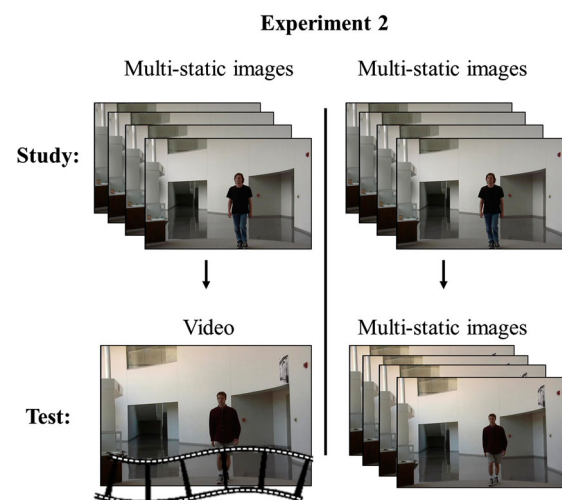 Experiment 2
Multi-static images
Multi-static images
Study:
Video
Multi-static images
Test: